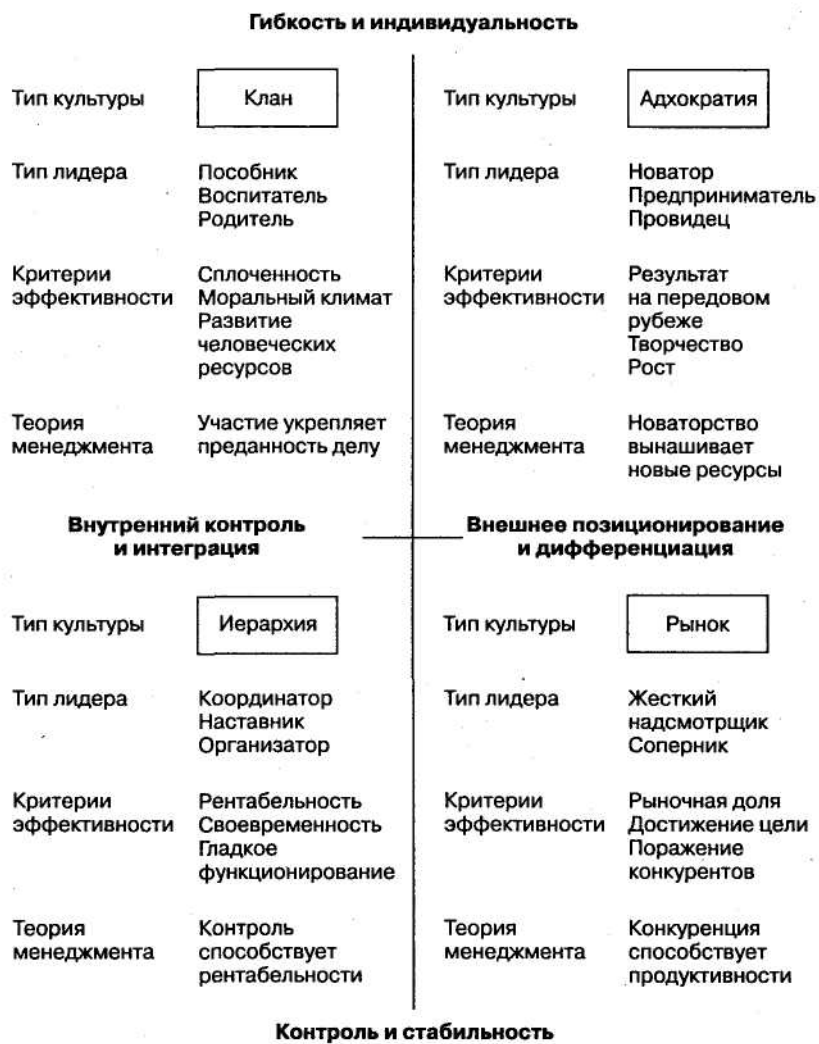 Гибкость и индивидуальность
Тип культуры
Клан
Тип лидера
Пособник
Воспитатель
Родитель
Критерии
эффективности
Сплоченность
Моральный климат
Развитие
человеческих
ресурсов
Теория
менеджмента
Участие укрепляет
преданность делу
Тип культуры
Адхократия
Тип лидера
Новатор
Предприниматель
Провидец
Критерии
эффективности
Результат
на передовом
рубеже
Творчество
Рост
Теория
менеджмента
Новаторство
вынашивает
новые ресурсы
Внутренний контроль
и интеграция
Внешнее позиционирование
и дифференциация
Тип культуры
Иерархия
Тип лидера
Координатор
Наставник
Организатор
Критерии
эффективности
Рентабельность
Своевременность
Гладкое
функционирование
Теория
менеджмента
Контроль
способствует
рентабельности
Тип культуры
Рынок
Тип лидера
Жесткий
надсмотрщик
Соперник
Критерии
эффективности
Рыночная доля
Достижение цели
Поражение
конкурентов
Теория
менеджмента
Конкуренция
способствует
продуктивности
Контроль и стабильность